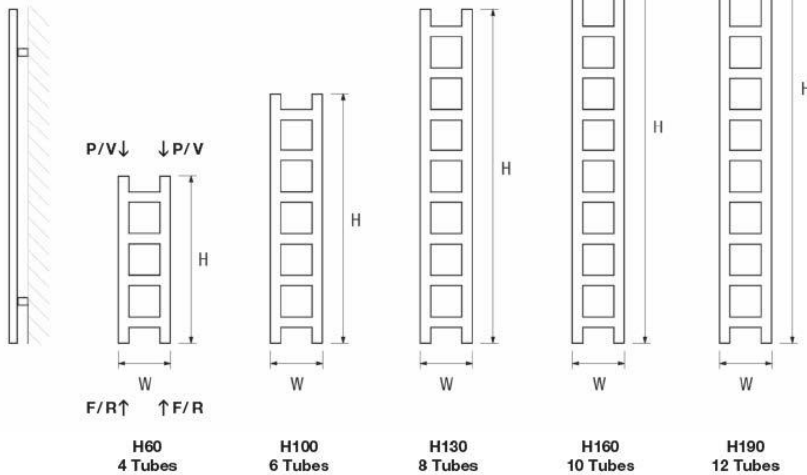 H
H
H
P/V P/V
H
H
W
W
W
W
W
F/R F/R
H60
4 Tubes
H100
6 Tubes
H130
8 Tubes
H160
10 Tubes
H190
12 Tubes